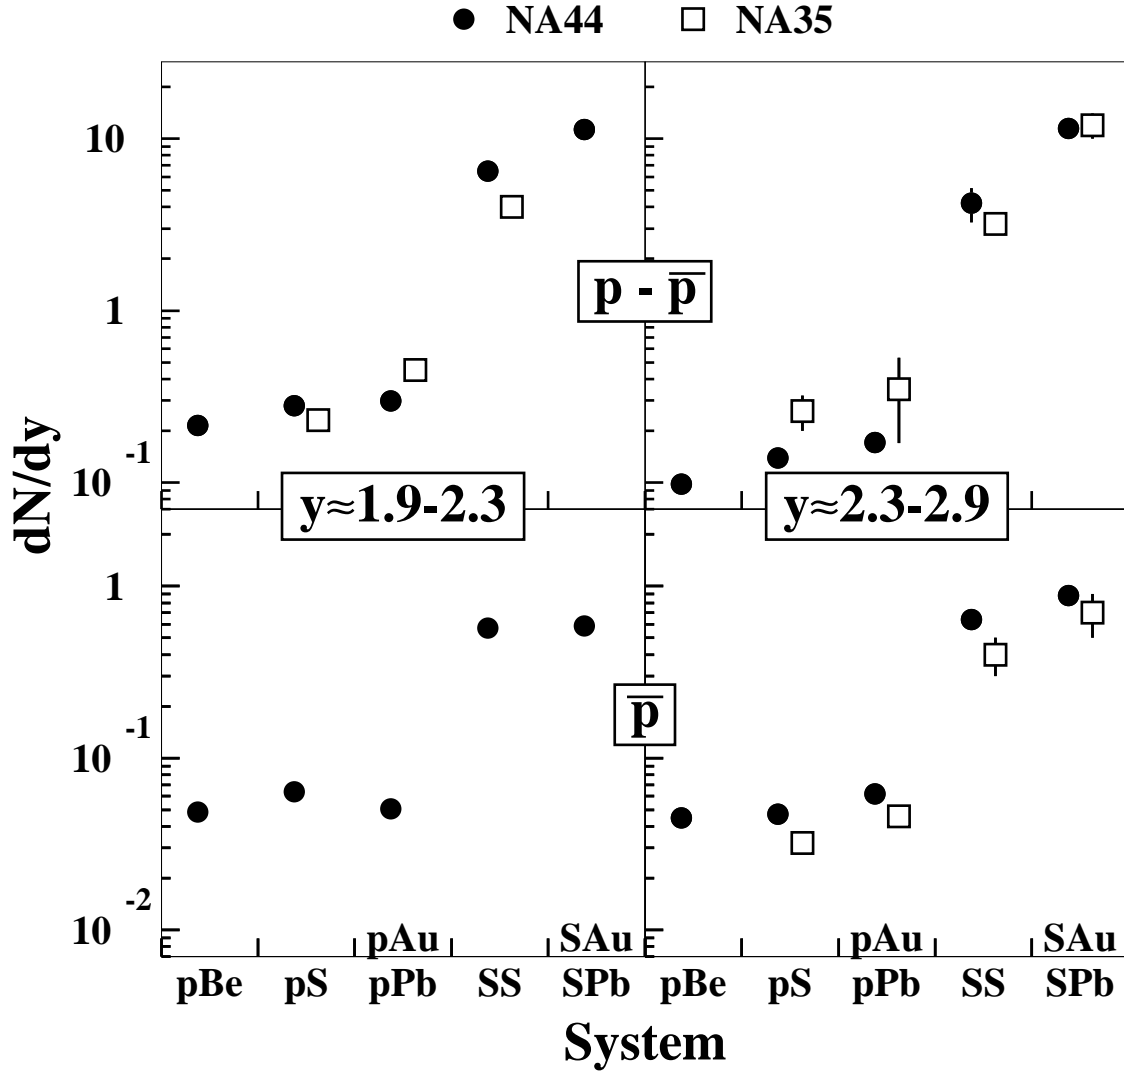 NA44 NA35
10
1
10 -1
1
10 -1
10 -2
dN/dy
p - p̅
y≈1.9-2.3
y≈2.3-2.9
p̅
pAu SAu pAu SAu
pBe pS pPb SS SPb pBe pS pPb SS SPb
System